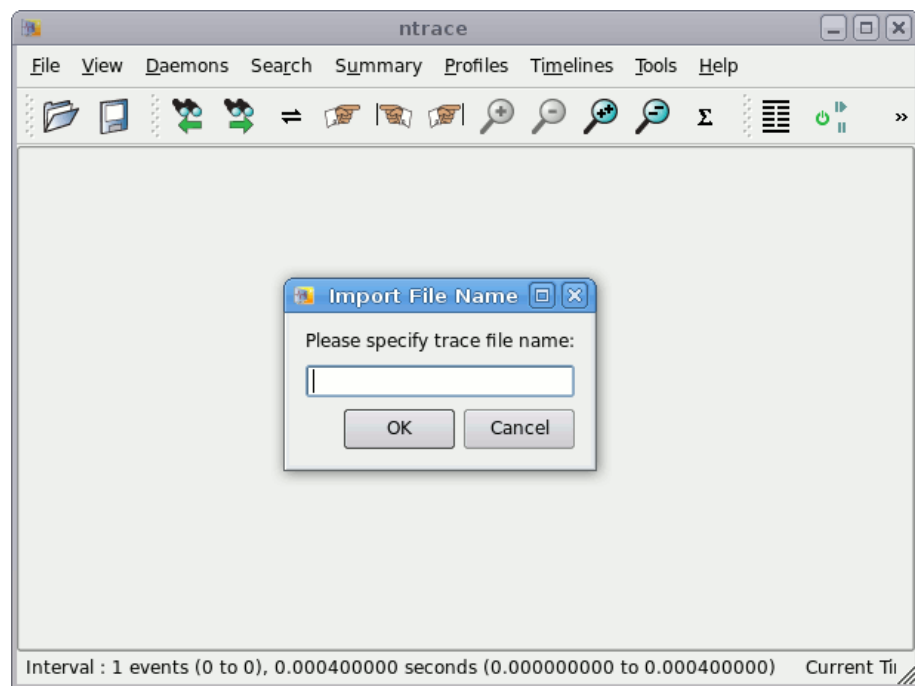 ntrace
File View Daemons Search Summary Profiles Timelines Tools Help
Σ »
Import File Name
Please specify trace file name:
OK Cancel
Interval : 1 events (0 to 0), 0.000400000 seconds (0.000000000 to 0.000400000) Current